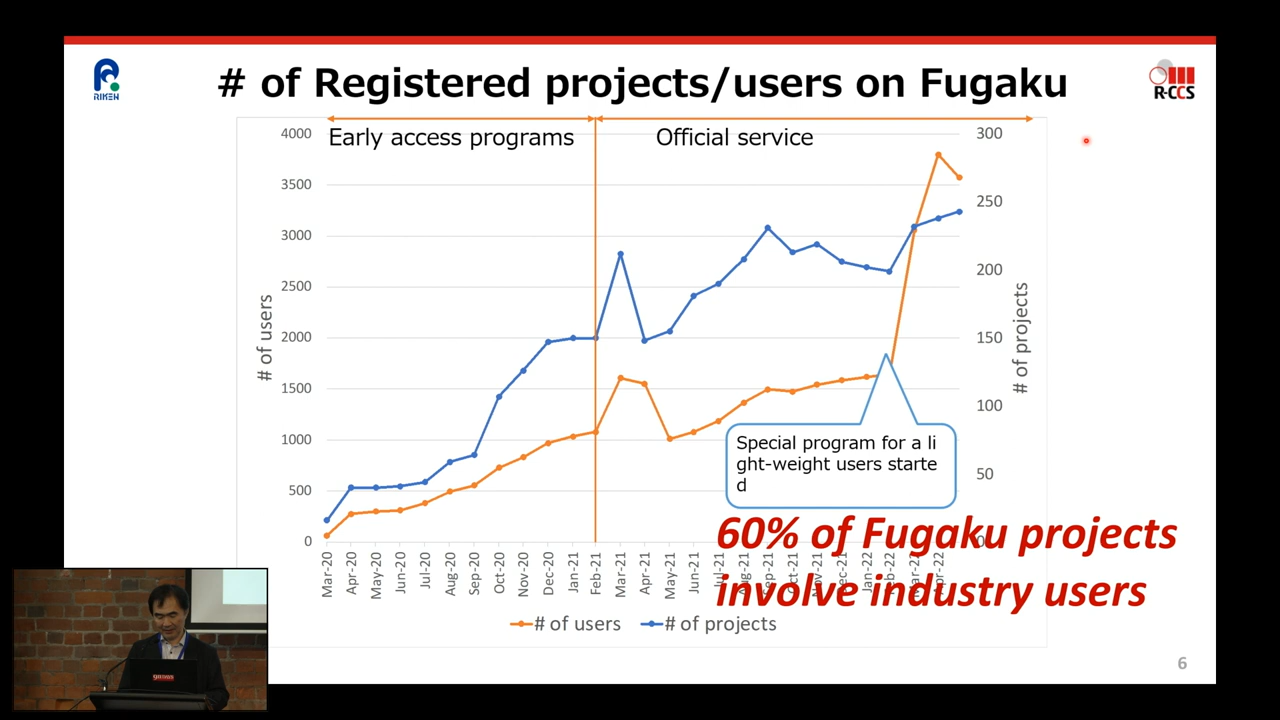 # of Registered projects/users on Fugaku
RIKEN
R-CCS
Early access programs
Official service
4000
3500
3000
2500
2000
1500
1000
500
0
# of users
300
250
200
150
100
50
# of projects
Special program for a li
ght-weight users starte
d
60% of Fugaku projects
involve industry users
Mar-20
Apr-20
May-20
Jun-20
Jul-20
Aug-20
Sep-20
Oct-20
Nov-20
Dec-20
Jan-21
Feb-21
Mar-21
Apr-21
May-21
Jun-21
Jul-21
Aug-21
Sep-21
Oct-21
Nov-21
Dec-21
Jan-22
Feb-22
Mar-22
Apr-22
# of users
# of projects
6